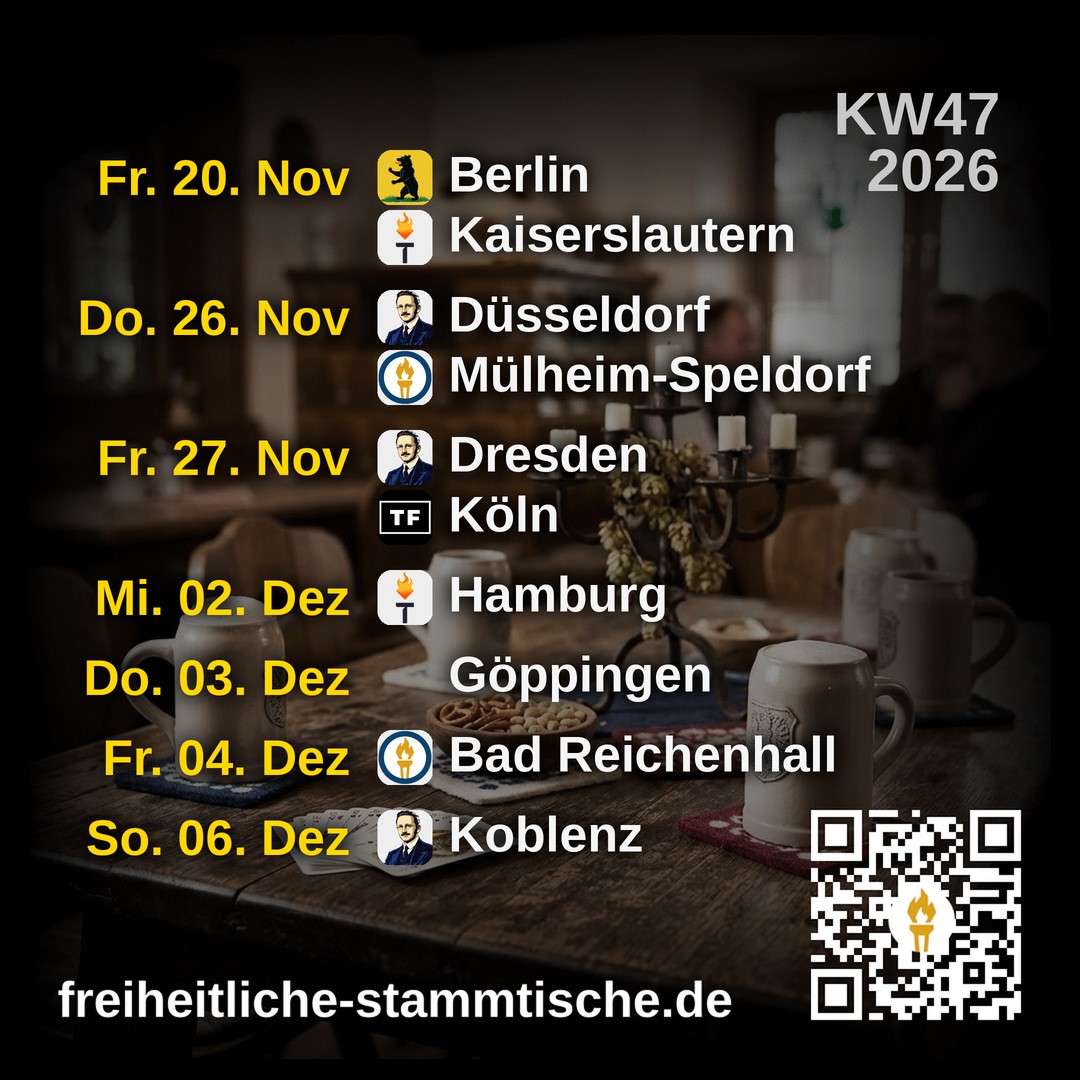 KW47
2026
Fr. 20. Nov Berlin
Kaiserslautern
Do. 26. Nov Düsseldorf
Mülheim-Speldorf
Fr. 27. Nov Dresden
TF Köln
Mi. 02. Dez Hamburg
Do. 03. Dez Göppingen
Fr. 04. Dez Bad Reichenhall
So. 06. Dez Koblenz
freiheitliche-stammtische.de